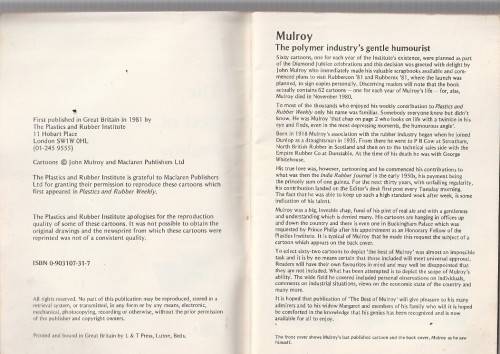 First published in Great Britain in 1981 by
The Plastics and Rubber Institute
11 Hobart Place
London SW1W 0HL
(01-245 9555)
Cartoons © John Mulroy and Maclaren Publishers Ltd
The Plastics and Rubber Institute is grateful to Maclaren Publishers
Ltd for granting their permission to reproduce these cartoons which
first appeared in Plastics and Rubber Weekly.
The Plastics and Rubber Institute apologises for the reproduction
quality of some of these cartoons. It was not possible to obtain the
original drawings and the newsprint from which these cartoons were
reprinted was not of a consistent quality.
ISBN 0-903107-31-7
All rights reserved. No part of this publication may be reproduced, stored in a
retrieval system, or transmitted, in any form or by any means, electronic,
mechanical, photocopying, recording or otherwise, without the prior permission
of the publisher and copyright owners.
Printed and bound in Great Britain by L & T Press, Luton, Beds.
Mulroy
The polymer industry's gentle humourist
Sixty cartoons, one for each year of the Institute's existence, were planned as part
of the Diamond Jubilee celebrations and this decision was greeted with delight by
John Mulroy who immediately made his valuable scrapbooks available and com-
menced plans to visit Rubbercon '81 and Rubberex '81, where the launch was
planned, to sign copies personally. Discerning readers will note that the book
actually contains 62 cartoons — one for each year of Mulroy's life — for, alas,
Mulroy died in November 1980.
To most of the thousands who enjoyed his weekly contribution to Plastics and
Rubber Weekly only his name was familiar. Somebody everyone knew but didn't
know. He was Mulroy 'that chap on page 2 who looks on life with a twinkle in his
eye and finds, even in the most depressing moments, the humourous angle'.
Born in 1918 Mulroy's association with the rubber industry began when he joined
Dunlop as a draughtsman in 1935. From there he went to P B Cow at Streatham,
North British Rubber in Scotland and then on to the technical sales side with the
Empire Rubber Co at Dunstable. At the time of his death he was with George
Whitehouse.
His true love was, however, cartooning and he commenced his contributions to
what was then the India Rubber Journal in the early 1950s, his payment being
the princely sum of one guinea. For the most thirty years, with unfailing regularity,
his contribution landed on the Editor's desk first post every Tuesday morning.
The fact that he was able to keep up such a high standard week after week, is some
indication of his talent.
Mulroy was a big, lovable chap, full of his pint of real ale and with a gentleness
and understanding which is denied many. His cartoons are hanging in offices up
and down the country and there is even one in Buckingham Palace which was
requested by Prince Philip after his appointment as an Honorary Fellow of the
Plastics Institute. It is typical of Mulroy that he made this request the subject of a
cartoon which appears on the back cover.
To select sixty-two cartoons to depict 'the best of Mulroy' was almost an impossible
task and it is by no means certain that those included will meet universal approval.
Readers will have their own favourites in mind and may well be disappointed that
they are not included. What has been attempted is to depict the scope of Mulroy's
ability. The wide field he covered included personal observations on individuals,
comments on industrial situations, views on the economic state of the country and
many more.
It is hoped that publication of 'The Best of Mulroy' will give pleasure to his many
admirers and to his widow Margaret and members of his family who will it is hoped
be comforted in the knowledge that his genius has been recognized and is now
available for all to enjoy.
The front cover shows Mulroy's last published cartoon and the back cover, Mulroy as he saw
himself.